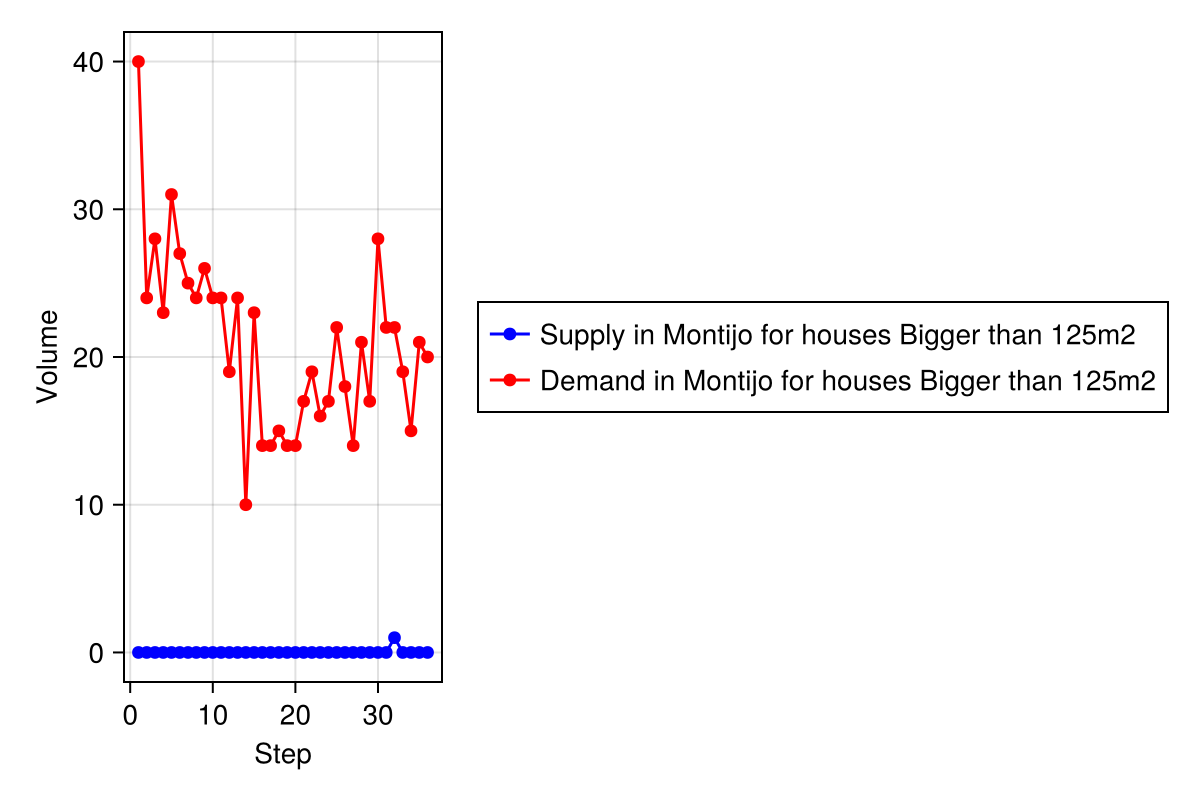 40
30
20
10
0
Volume
0 10 20 30
Step
Supply in Montijo for houses Bigger than 125m2
Demand in Montijo for houses Bigger than 125m2